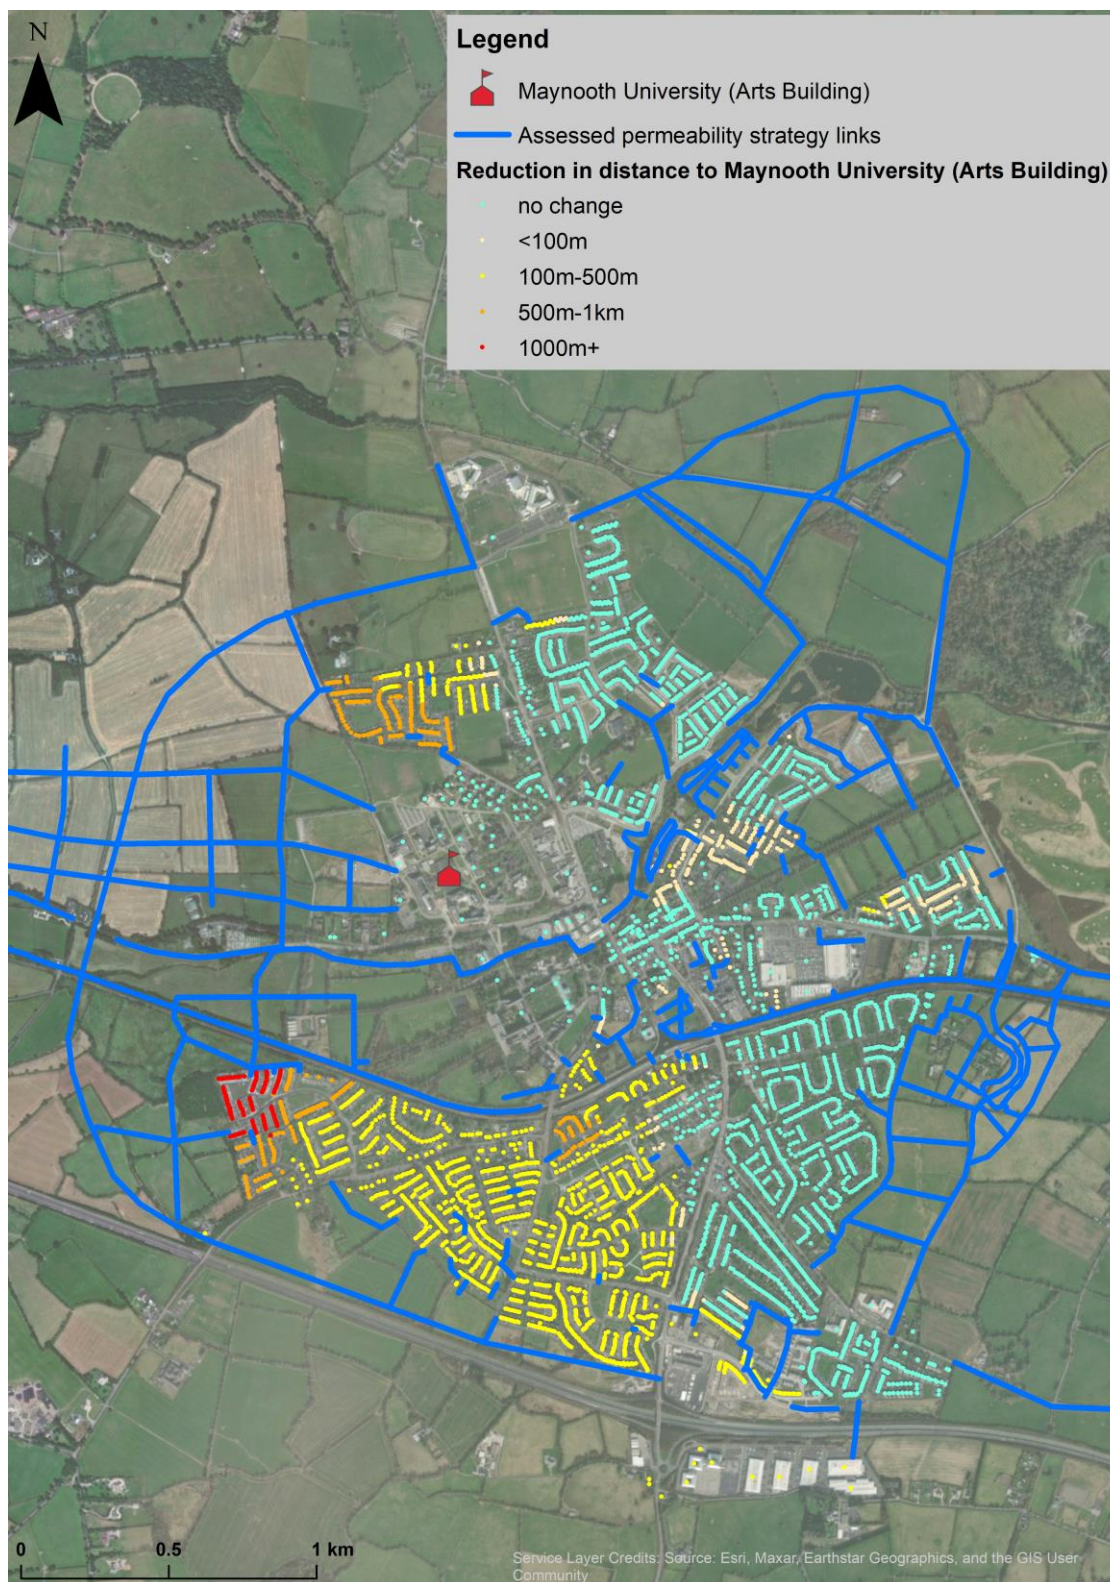 N
Legend
Maynooth University (Arts Building)
Assessed permeability strategy links
Reduction in distance to Maynooth University (Arts Building)
no change
<100m
100m-500m
500m-1km
1000m+
0 0.5 1 km
Service Layer Credits: Source: Esri, Maxar, Earthstar Geographics, and the GIS User
Community